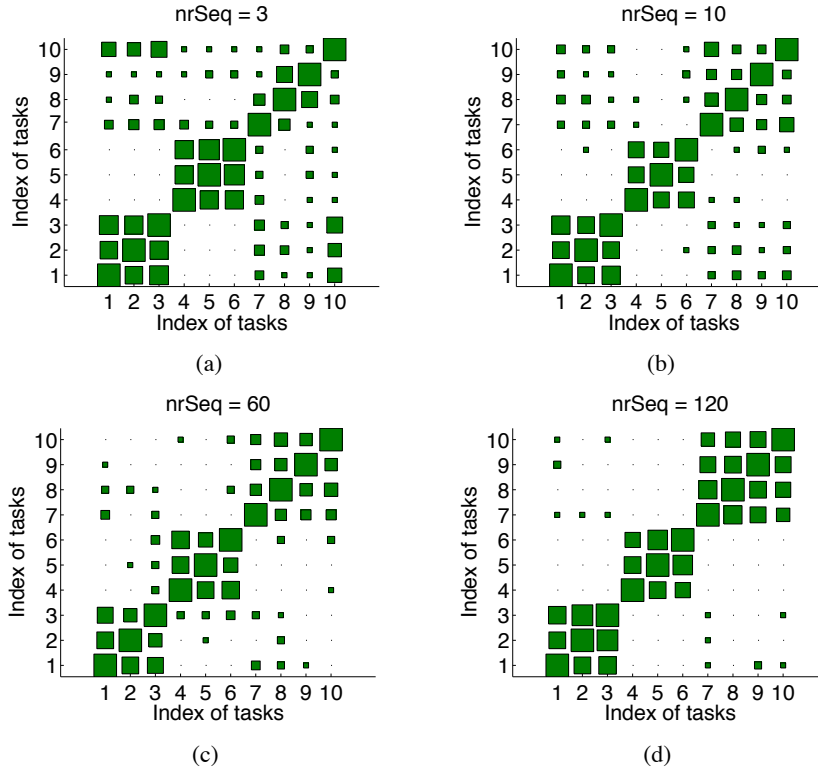 nrSeq = 3
10
9
8
7
6
5
4
3
2
1
Index of tasks
1 2 3 4 5 6 7 8 9 10
Index of tasks
(a)
nrSeq = 10
10
9
8
7
6
5
4
3
2
1
Index of tasks
1 2 3 4 5 6 7 8 9 10
Index of tasks
(b)
nrSeq = 60
10
9
8
7
6
5
4
3
2
1
Index of tasks
1 2 3 4 5 6 7 8 9 10
Index of tasks
(c)
nrSeq = 120
10
9
8
7
6
5
4
3
2
1
Index of tasks
1 2 3 4 5 6 7 8 9 10
Index of tasks
(d)